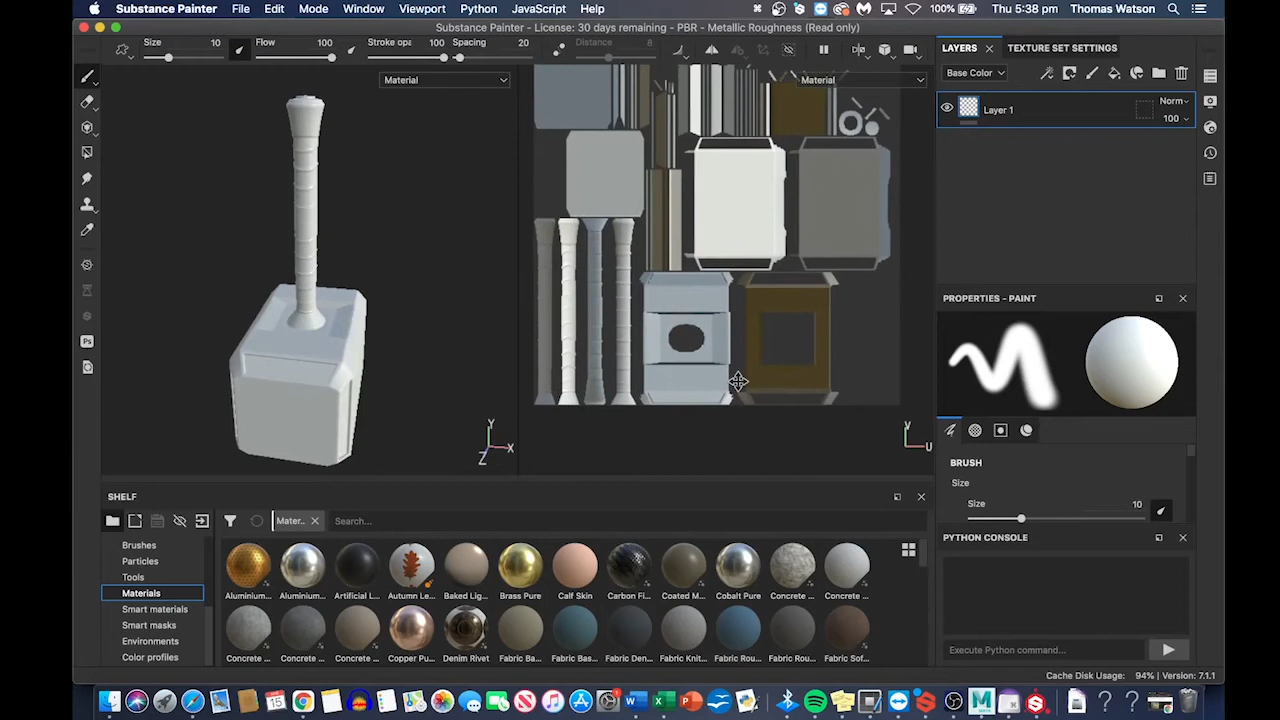 Substance Painter File Edit Mode Window Viewport Python JavaScript Help 100% Thu 5:38 pm Thomas Watson
Substance Painter - License: 30 days remaining - PBR - Metallic Roughness (Read only)
Size 10 Flow 100 Stroke opa 100 Spacing 20 Distance 8
LAYERS TEXTURE SET SETTINGS
Material Material
Base Color
Layer 1 Norm
100
PROPERTIES - PAINT
Y
X
Z
V
U
BRUSH
Size
Size 10
SHELF
Mater.. Search...
PYTHON CONSOLE
Brushes
Particles
Tools
Materials
Smart materials
Smart masks
Environments
Color profiles
Aluminium... Aluminium... Artificial L... Autumn Le... Baked Lig... Brass Pure Calf Skin Carbon Fi... Coated M... Cobalt Pure Concrete ... Concrete ...
Concrete ... Concrete ... Concrete ... Copper Pu... Denim Rivet Fabric Ba... Fabric Bas... Fabric Den... Fabric Knit... Fabric Rou... Fabric Rou... Fabric Sof...
Execute Python command...
Cache Disk Usage: 94% | Version: 7.1.1